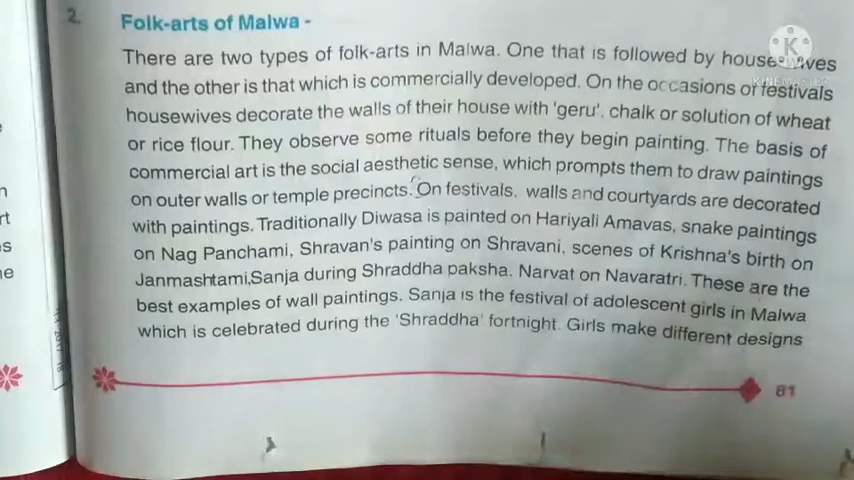 2. Folk-arts of Malwa -
There are two types of folk-arts in Malwa. One that is followed by housewives
and the other is that which is commercially developed. On the occasions of festivals
housewives decorate the walls of their house with 'geru', chalk or solution of wheat
or rice flour. They observe some rituals before they begin painting. The basis of
commercial art is the social aesthetic sense, which prompts them to draw paintings
on outer walls or temple precincts. On festivals, walls and courtyards are decorated
with paintings. Traditionally Diwasa is painted on Hariyali Amavas, snake paintings
on Nag Panchami, Shravan's painting on Shravani, scenes of Krishna's birth on
Janmashtami,Sanja during Shraddha paksha. Narvat on Navaratri. These are the
best examples of wall paintings. Sanja is the festival of adolescent girls in Malwa
which is celebrated during the 'Shraddha' fortnight. Girls make different designs
81
K
KINEMASTER